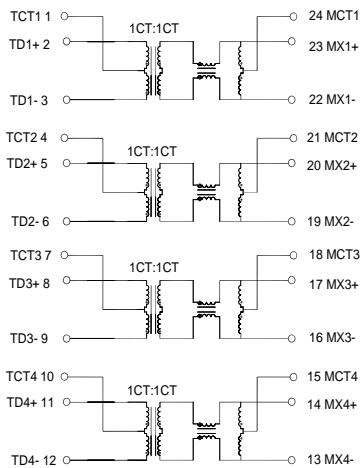 TCT1 1
24 MCT1
1CT:1CT
TD1+ 2
23 MX1+
TD1- 3
22 MX1-
TCT2 4
21 MCT2
1CT:1CT
TD2+ 5
20 MX2+
TD2- 6
19 MX2-
TCT3 7
18 MCT3
1CT:1CT
TD3+ 8
17 MX3+
TD3- 9
16 MX3-
TCT4 10
15 MCT4
1CT:1CT
TD4+ 11
14 MX4+
TD4- 12
13 MX4-